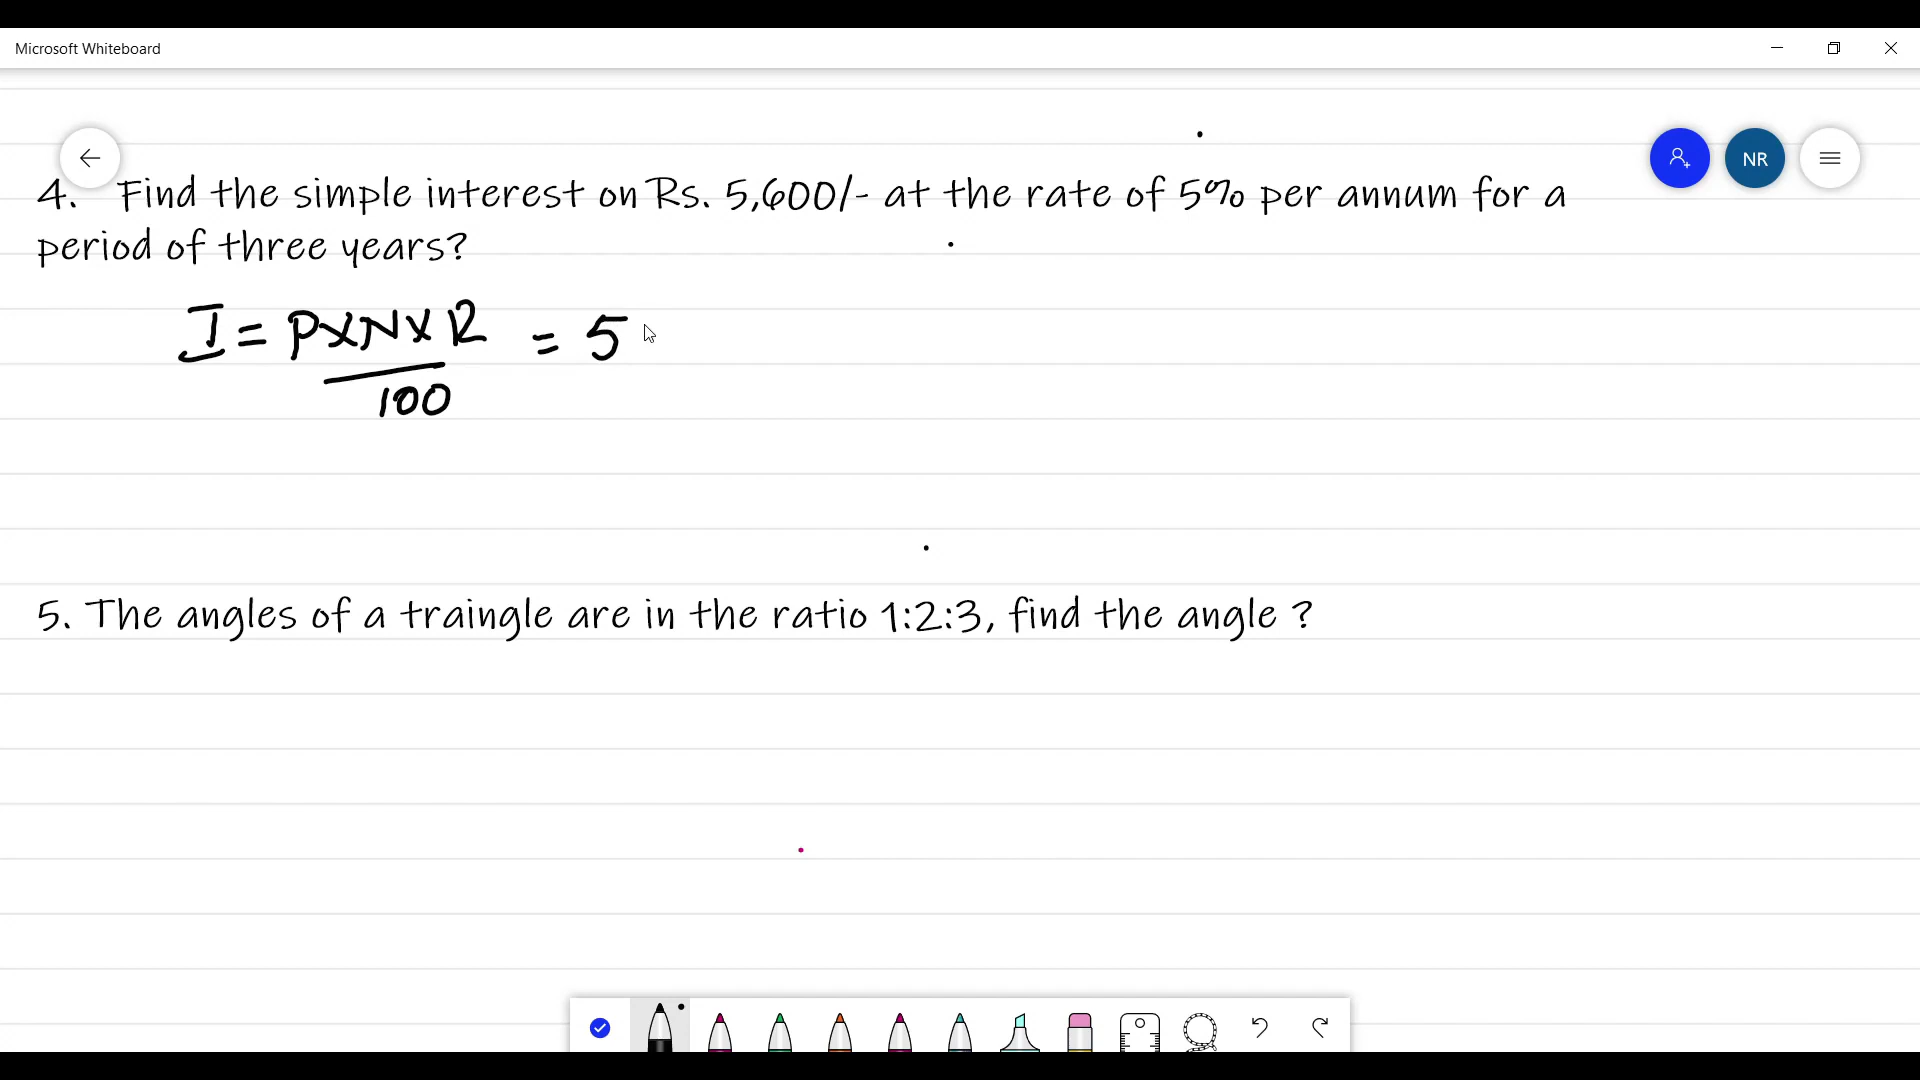 Microsoft Whiteboard
NR
4. Find the simple interest on Rs. 5,600/- at the rate of 5% per annum for a
period of three years?
I = P×N×R = 5
100
5. The angles of a traingle are in the ratio 1:2:3, find the angle ?